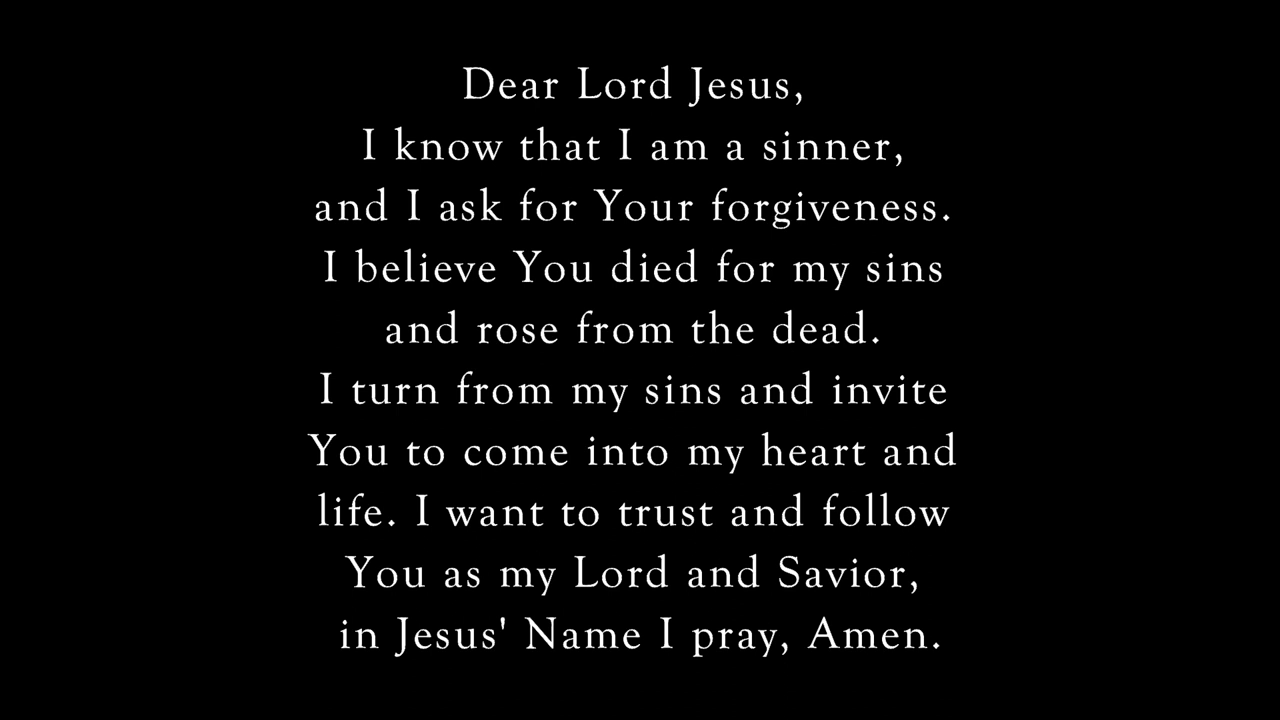 Dear Lord Jesus,
I know that I am a sinner,
and I ask for Your forgiveness.
I believe You died for my sins
and rose from the dead.
I turn from my sins and invite
You to come into my heart and
life. I want to trust and follow
You as my Lord and Savior,
in Jesus' Name I pray, Amen.